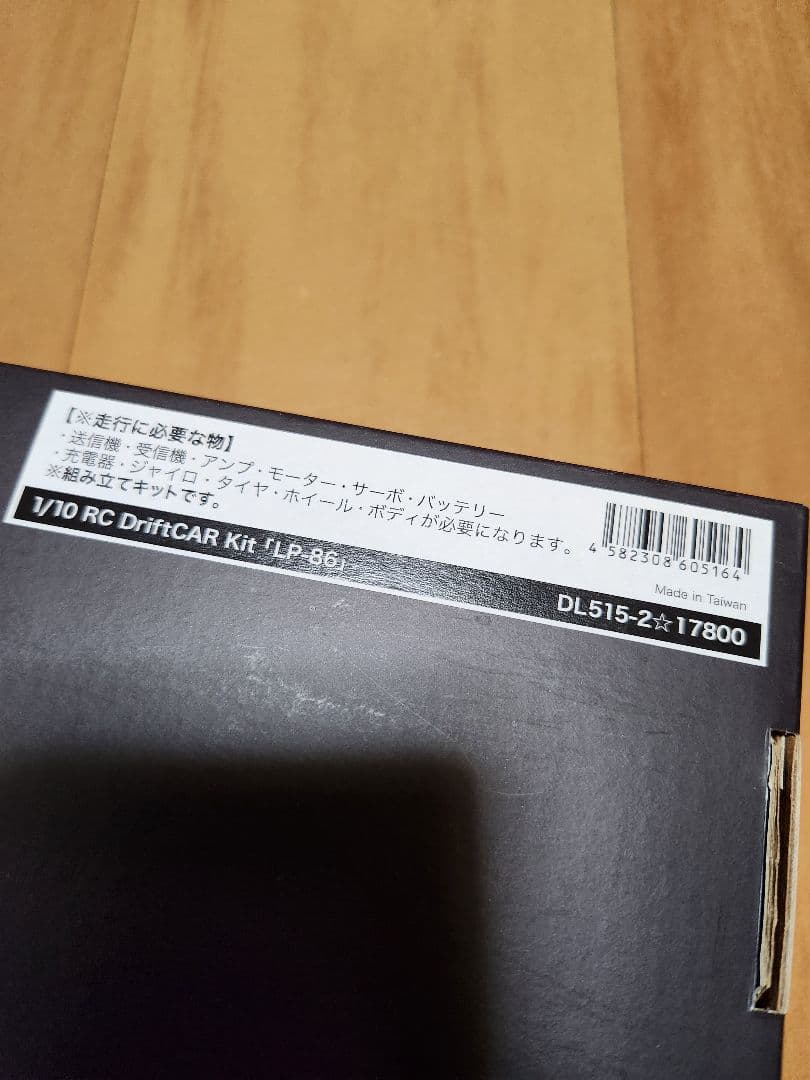 【※走行に必要な物】
・送信機・受信機・アンプ・モーター・サーボ・バッテリー
・充電器・ジャイロ・タイヤ・ホイール・ボディが必要になります。
※組み立てキットです。
4 582308 605164
Made in Taiwan
1/10 RC DriftCAR Kit「LP-86」
DL515-2☆17800